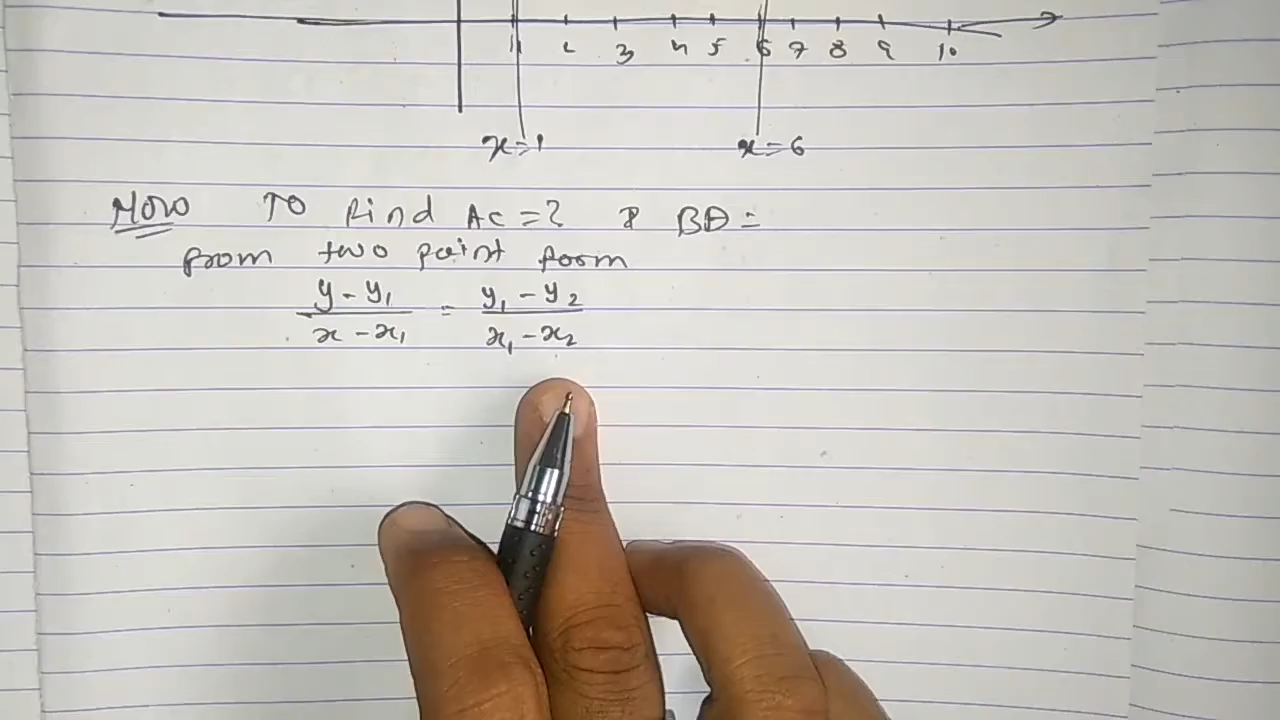 1 2 3 4 5 6 7 8 9 10
x=1 x=6
Now To Find AC=? & BD=
From two point form
y-y₁/x-x₁ = y₁-y₂/x₁-x₂